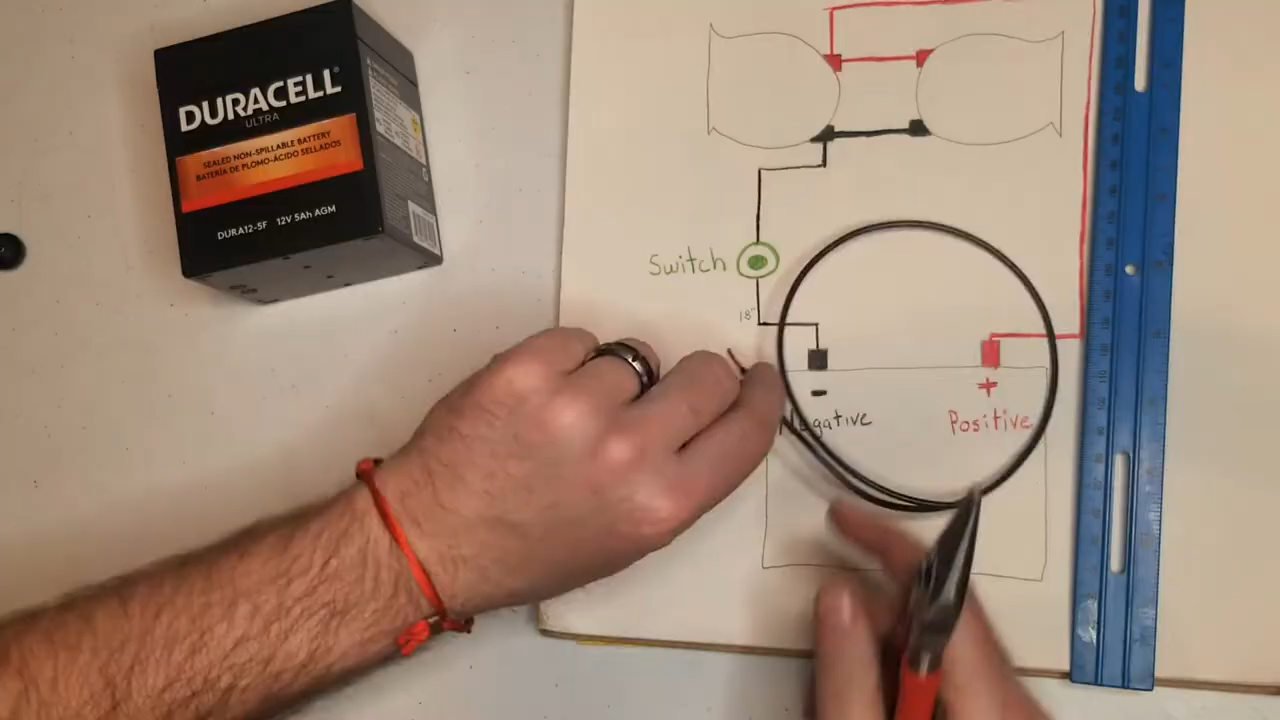 DURACELL®
ULTRA
SEALED NON-SPILLABLE BATTERY
BATERÍA DE PLOMO-ÁCIDO SELLADOS
DURA12-5F 12V 5Ah AGM
Switch
18"
-
+
Negative
Positive